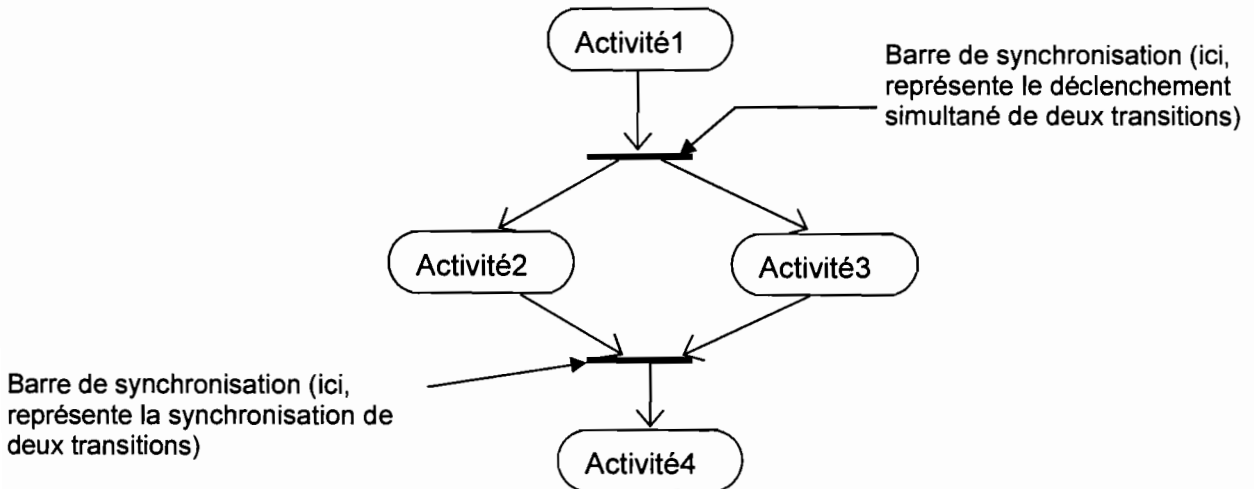 Activité1
Barre de synchronisation (ici,
représente le déclenchement
simultané de deux transitions)
Activité2
Activité3
Barre de synchronisation (ici,
représente la synchronisation de
deux transitions)
Activité4